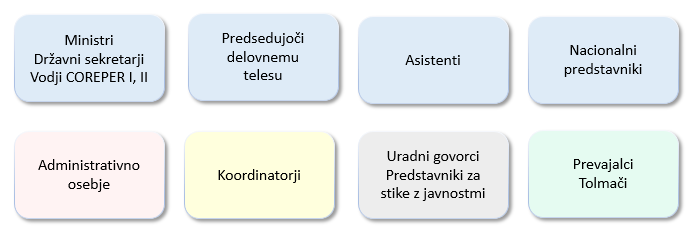 Ministri
Državni sekretarji
Vodji COREPER I, II
Predsedujoči
delovnemu
telesu
Asistenti
Nacionalni
predstavniki
Administrativno
osebje
Koordinatorji
Uradni govorci
Predstavniki za
stike z javnostmi
Prevajalci
Tolmači